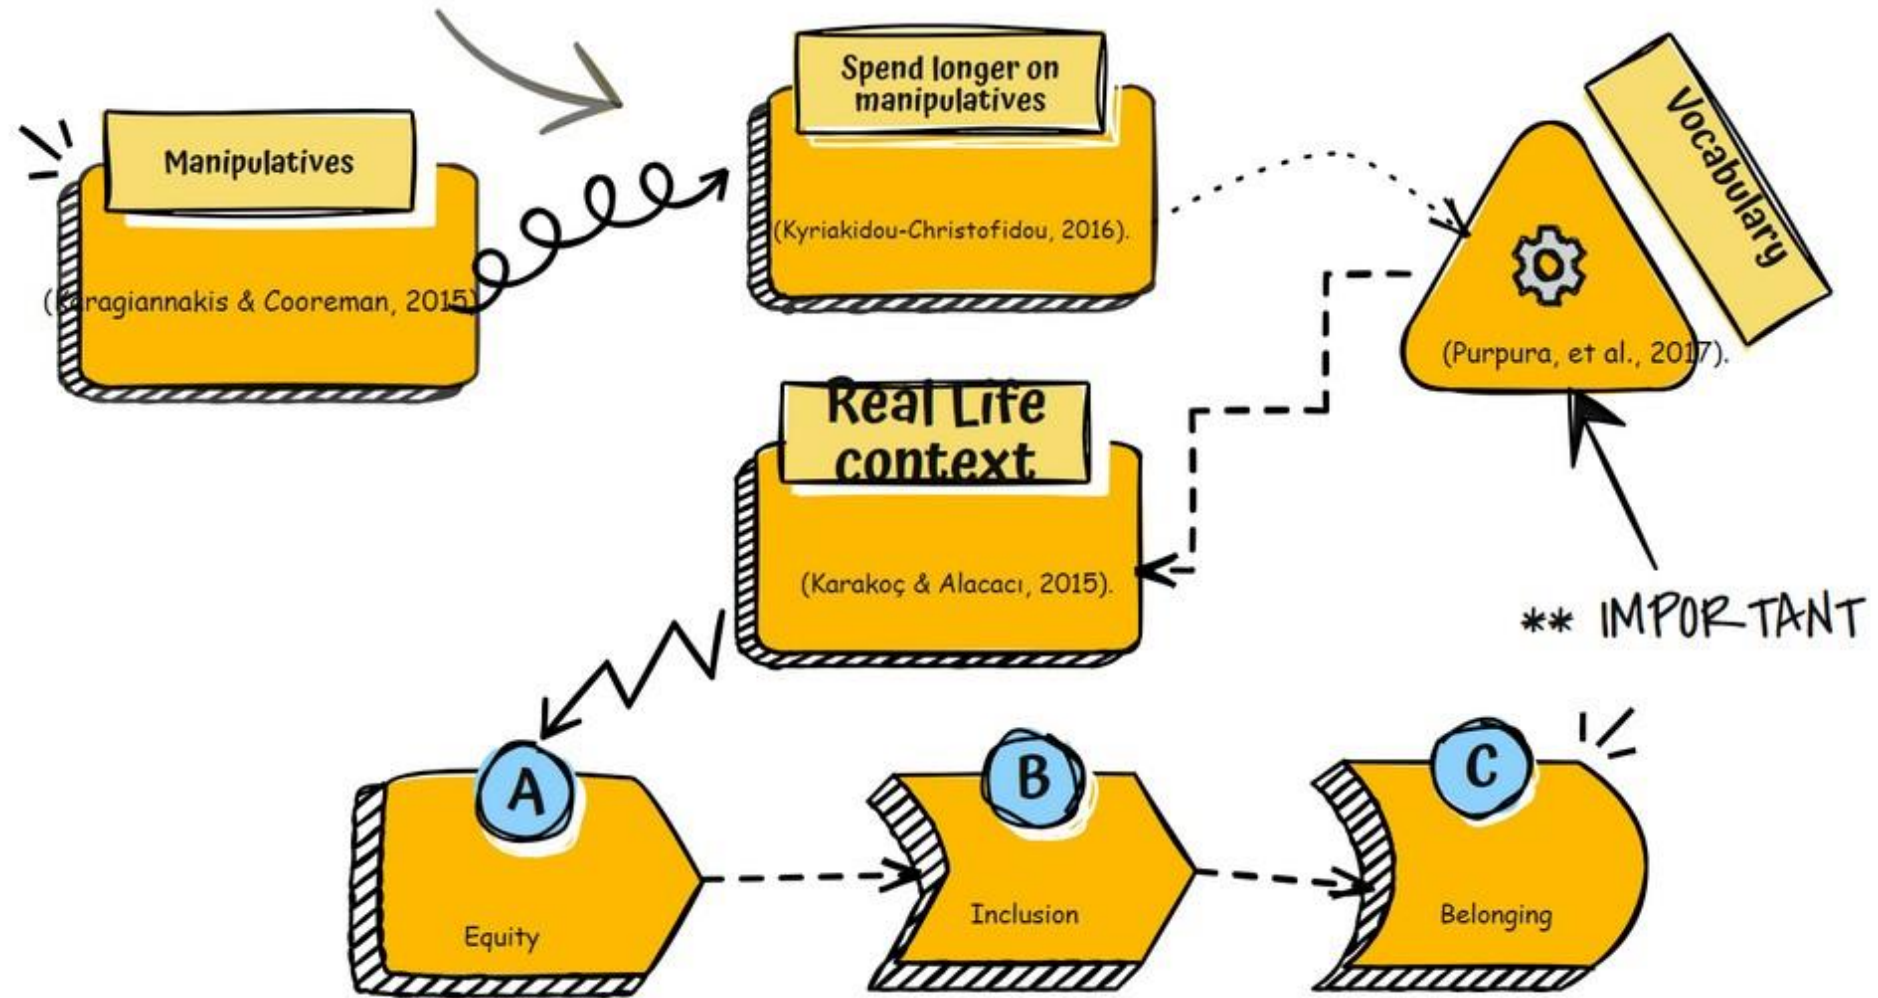 Manipulatives
(Karagiannakis & Cooreman, 2015)
Spend longer on
manipulatives
(Kyriakidou-Christofidou, 2016).
Vocabulary
(Purpura, et al., 2017).
** IMPORTANT
Real Life
context
(Karakoç & Alacacı, 2015).
A
Equity
B
Inclusion
C
Belonging